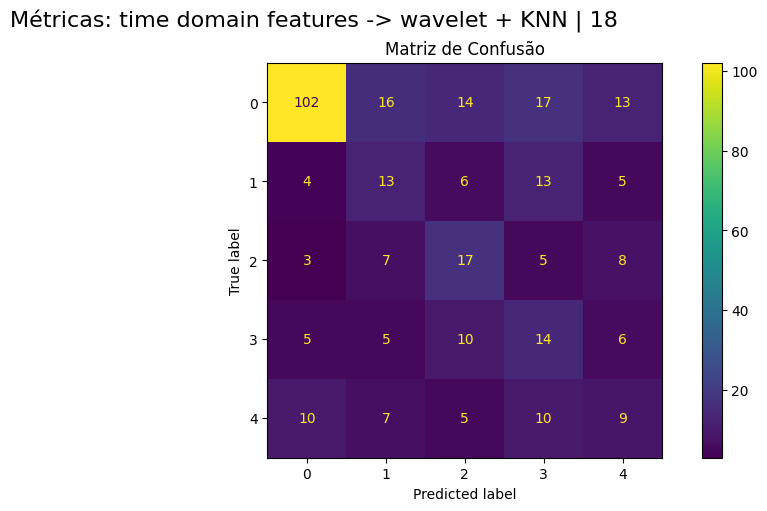 Métricas: time domain features -> wavelet + KNN | 18
Matriz de Confusão
0 102 16 14 17 13
1 4 13 6 13 5
2 3 7 17 5 8
3 5 5 10 14 6
4 10 7 5 10 9
0 1 2 3 4
True label
Predicted label
100
80
60
40
20